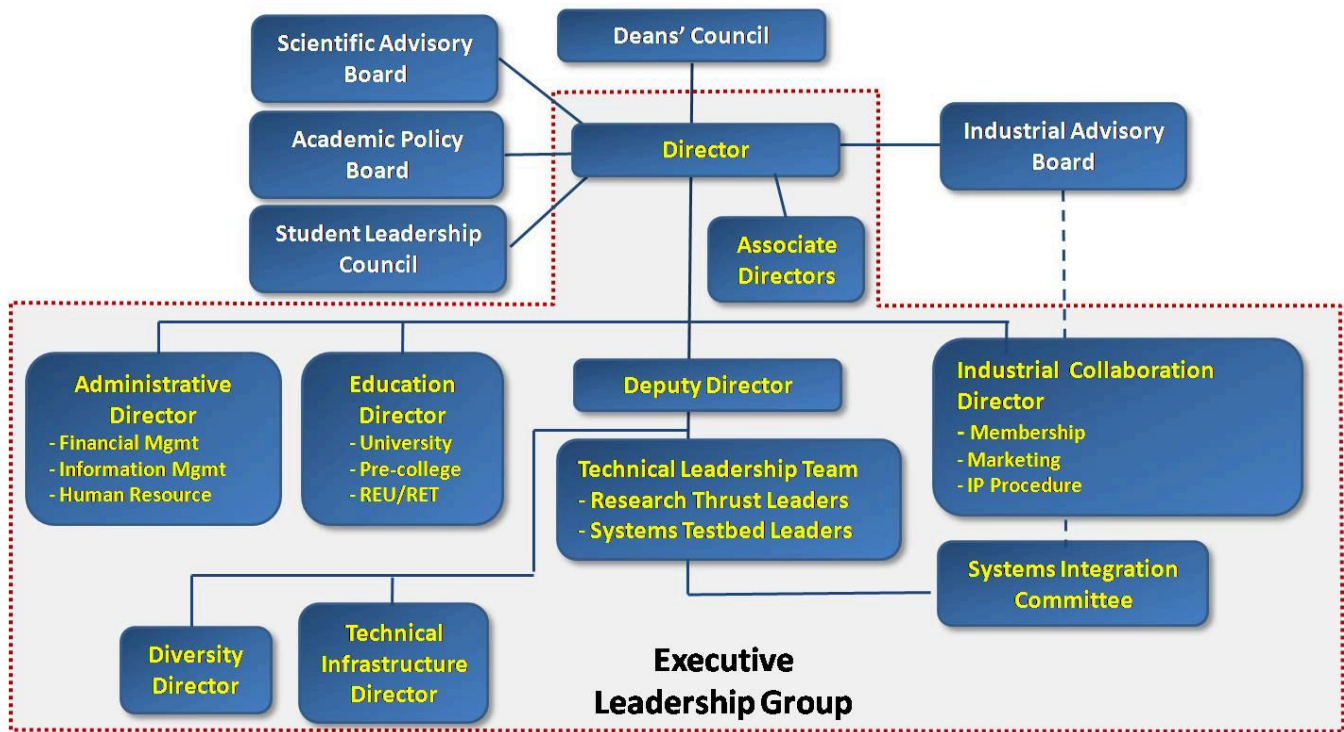 Deans' Council
Scientific Advisory
Board
Academic Policy
Board
Director
Industrial Advisory
Board
Student Leadership
Council
Associate
Directors
Administrative
Director
- Financial Mgmt
- Information Mgmt
- Human Resource
Education
Director
- University
- Pre-college
- REU/RET
Deputy Director
Industrial Collaboration
Director
- Membership
- Marketing
- IP Procedure
Technical Leadership Team
- Research Thrust Leaders
- Systems Testbed Leaders
Systems Integration
Committee
Diversity
Director
Technical
Infrastructure
Director
Executive
Leadership Group